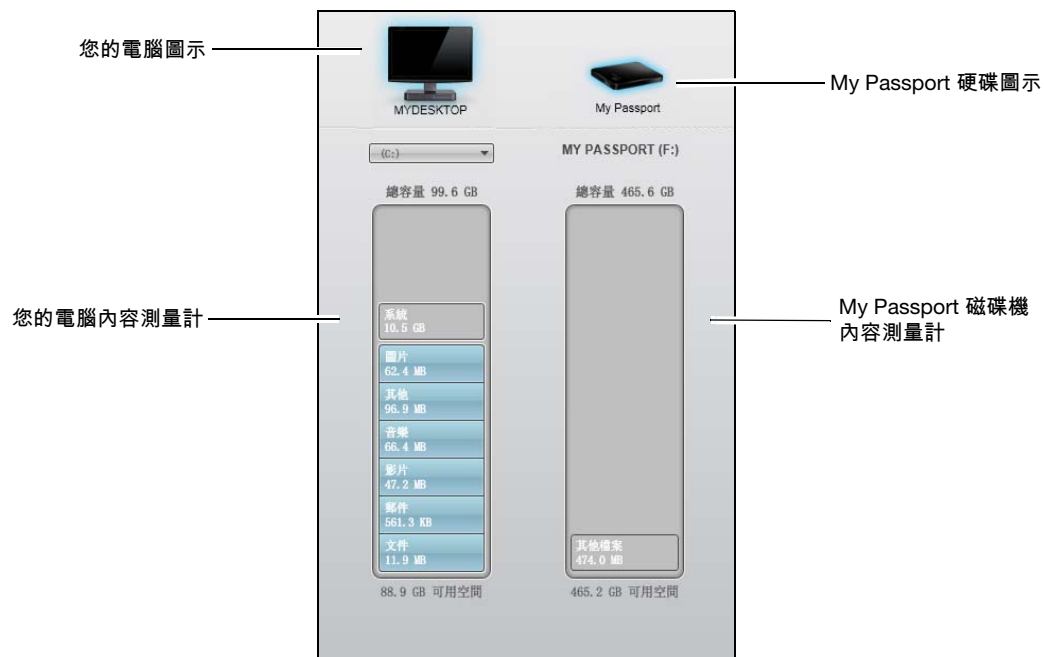 您的電腦圖示
My Passport 硬碟圖示
MYDESKTOP
My Passport
(C:)
MY PASSPORT (F:)
總容量 99.6 GB
總容量 465.6 GB
您的電腦內容測量計
My Passport 磁碟機
內容測量計
系統
10.5 GB
圖片
62.4 MB
其他
96.9 MB
音樂
66.4 MB
影片
47.2 MB
郵件
561.3 KB
文件
11.9 MB
其他檔案
474.0 MB
88.9 GB 可用空間
465.2 GB 可用空間